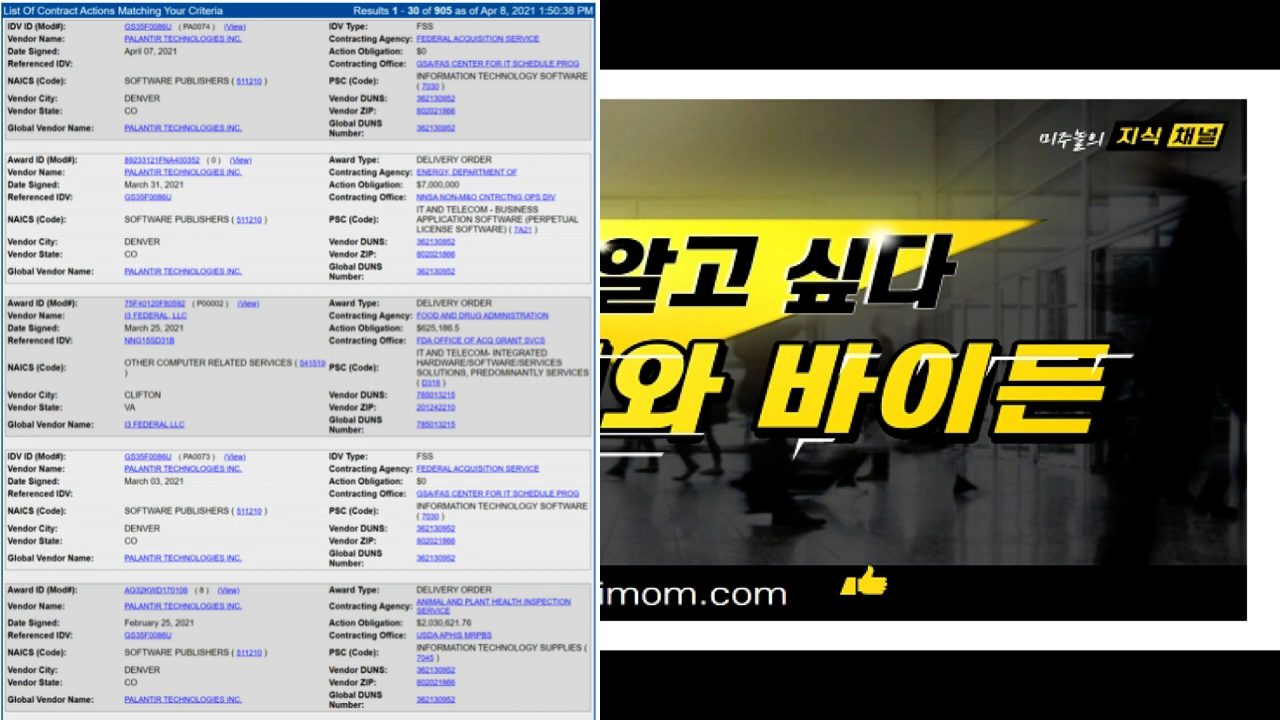 List Of Contract Actions Matching Your Criteria Results 1 - 30 of 905 as of Apr 8, 2021 1:50:38 PM
IDV ID (Mod#): GS35F0086U ( PA0074 ) (View) IDV Type: FSS
Vendor Name: PALANTIR TECHNOLOGIES INC. Contracting Agency: FEDERAL ACQUISITION SERVICE
Date Signed: April 07, 2021 Action Obligation: $0
Referenced IDV: Contracting Office: GSA/FAS CENTER FOR IT SCHEDULE PROG
NAICS (Code): SOFTWARE PUBLISHERS ( 511210 ) PSC (Code): INFORMATION TECHNOLOGY SOFTWARE
( 7030 )
Vendor City: DENVER Vendor DUNS: 362130952
Vendor State: CO Vendor ZIP: 802021866
Global Vendor Name: PALANTIR TECHNOLOGIES INC. Global DUNS
Number: 362130952
Award ID (Mod#): 89233121FNA400352 ( 0 ) (View) Award Type: DELIVERY ORDER
Vendor Name: PALANTIR TECHNOLOGIES INC. Contracting Agency: ENERGY, DEPARTMENT OF
Date Signed: March 31, 2021 Action Obligation: $7,000,000
Referenced IDV: GS35F0086U Contracting Office: NNSA NON-M&O CNTRCTNG OPS DIV
NAICS (Code): SOFTWARE PUBLISHERS ( 511210 ) PSC (Code): IT AND TELECOM - BUSINESS
APPLICATION SOFTWARE (PERPETUAL
LICENSE SOFTWARE) ( 7A21 )
Vendor City: DENVER Vendor DUNS: 362130952
Vendor State: CO Vendor ZIP: 802021866
Global Vendor Name: PALANTIR TECHNOLOGIES INC. Global DUNS
Number: 362130952
Award ID (Mod#): 75F40120F80592 ( P00002 ) (View) Award Type: DELIVERY ORDER
Vendor Name: I3 FEDERAL, LLC Contracting Agency: FOOD AND DRUG ADMINISTRATION
Date Signed: March 25, 2021 Action Obligation: $625,186.5
Referenced IDV: NNG15SD31B Contracting Office: FDA OFFICE OF ACQ GRANT SVCS
NAICS (Code): OTHER COMPUTER RELATED SERVICES ( 541519
) PSC (Code): IT AND TELECOM- INTEGRATED
HARDWARE/SOFTWARE/SERVICES
SOLUTIONS, PREDOMINANTLY SERVICES
( D318 )
Vendor City: CLIFTON Vendor DUNS: 785013215
Vendor State: VA Vendor ZIP: 201242210
Global Vendor Name: I3 FEDERAL LLC Global DUNS
Number: 785013215
IDV ID (Mod#): GS35F0086U ( PA0073 ) (View) IDV Type: FSS
Vendor Name: PALANTIR TECHNOLOGIES INC. Contracting Agency: FEDERAL ACQUISITION SERVICE
Date Signed: March 03, 2021 Action Obligation: $0
Referenced IDV: Contracting Office: GSA/FAS CENTER FOR IT SCHEDULE PROG
NAICS (Code): SOFTWARE PUBLISHERS ( 511210 ) PSC (Code): INFORMATION TECHNOLOGY SOFTWARE
( 7030 )
Vendor City: DENVER Vendor DUNS: 362130952
Vendor State: CO Vendor ZIP: 802021866
Global Vendor Name: PALANTIR TECHNOLOGIES INC. Global DUNS
Number: 362130952
Award ID (Mod#): AG32KWD170106 ( 8 ) (View) Award Type: DELIVERY ORDER
Vendor Name: PALANTIR TECHNOLOGIES INC. Contracting Agency: ANIMAL AND PLANT HEALTH INSPECTION
SERVICE
Date Signed: February 25, 2021 Action Obligation: $2,030,621.76
Referenced IDV: GS35F0086U Contracting Office: USDA APHIS MRPBS
NAICS (Code): SOFTWARE PUBLISHERS ( 511210 ) PSC (Code): INFORMATION TECHNOLOGY SUPPLIES (
7045 )
Vendor City: DENVER Vendor DUNS: 362130952
Vendor State: CO Vendor ZIP: 802021866
Global Vendor Name: PALANTIR TECHNOLOGIES INC. Global DUNS
Number: 362130952
미주돌의 지식 채널
알고 싶다
와 바이든
imom.com